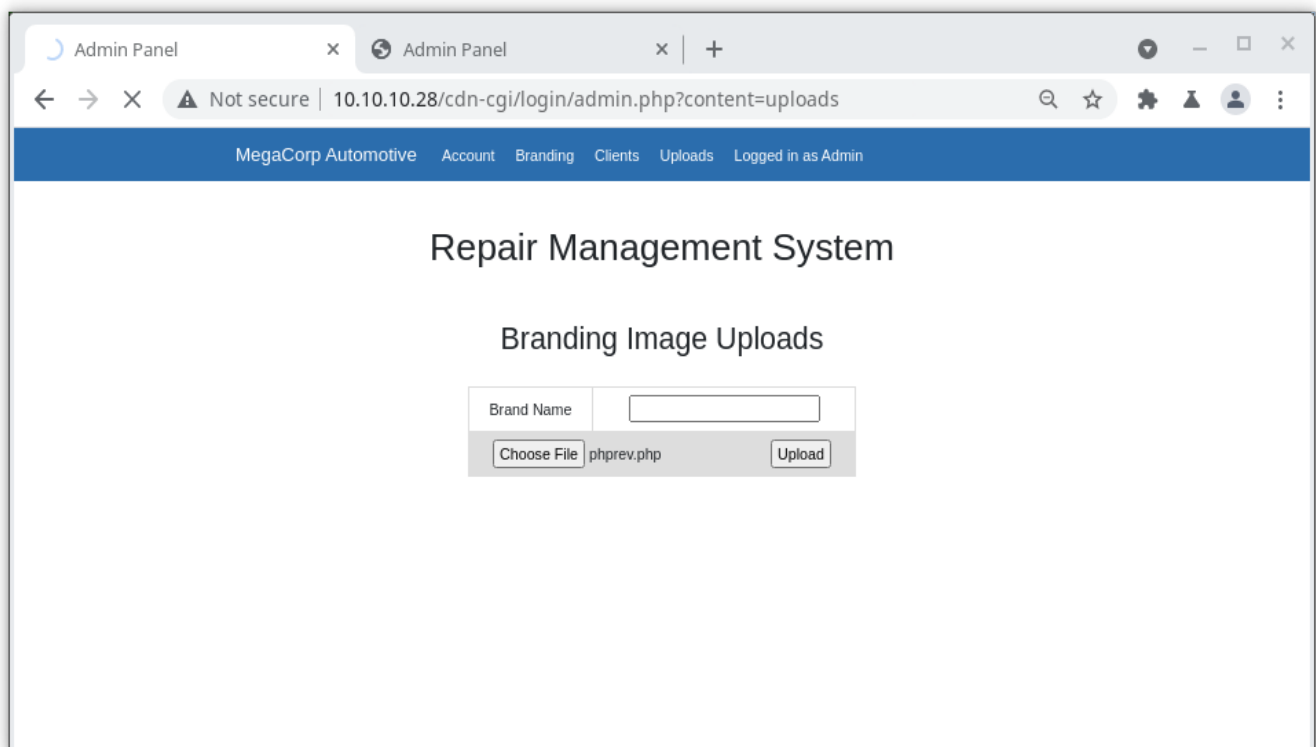 Admin Panel Admin Panel
Not secure 10.10.10.28/cdn-cgi/login/admin.php?content=uploads
MegaCorp Automotive Account Branding Clients Uploads Logged in as Admin
Repair Management System
Branding Image Uploads
Brand Name
Choose File phprev.php Upload